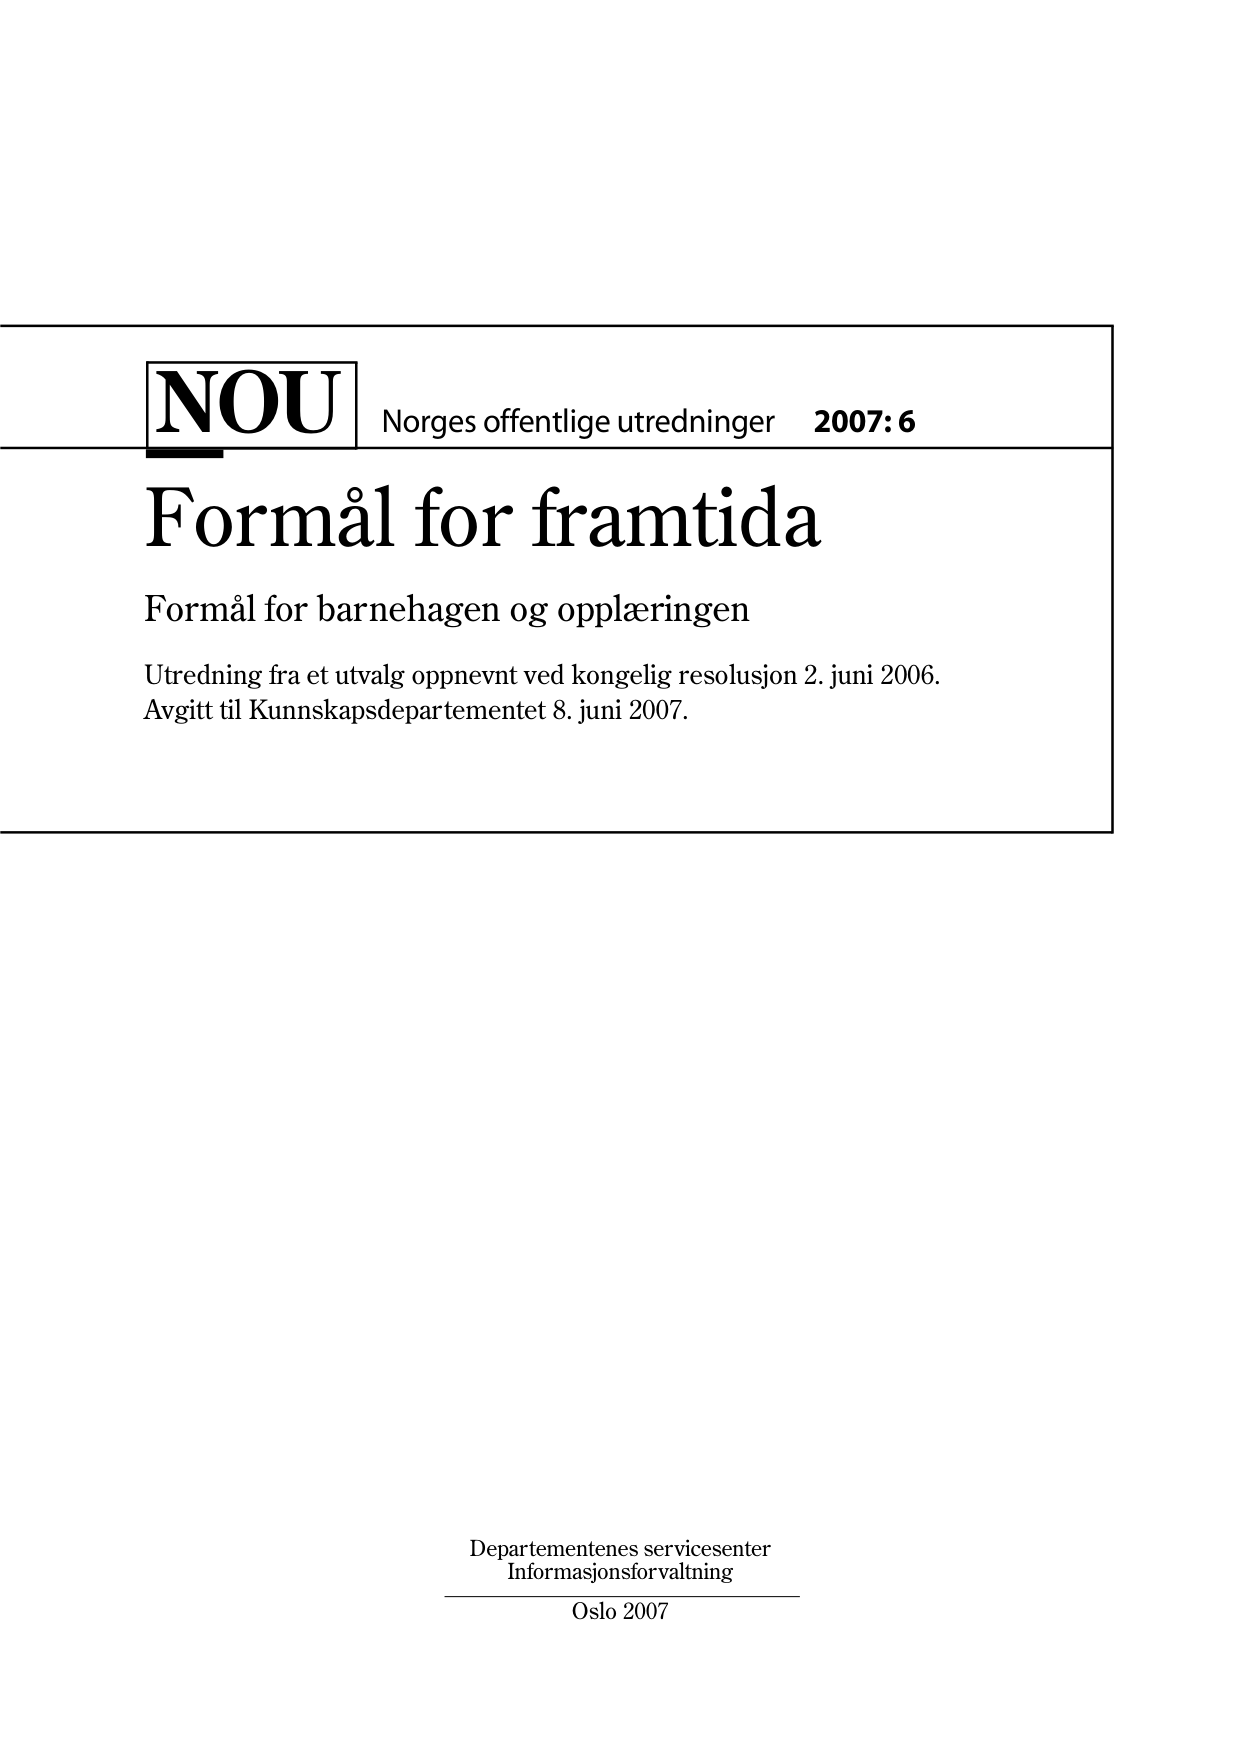 NOU Norges offentlige utredninger 2007: 6
Formål for framtida
Formål for barnehagen og opplæringen
Utredning fra et utvalg oppnevnt ved kongelig resolusjon 2. juni 2006.
Avgitt til Kunnskapsdepartementet 8. juni 2007.
Departementenes servicesenter
Informasjonsforvaltning
Oslo 2007